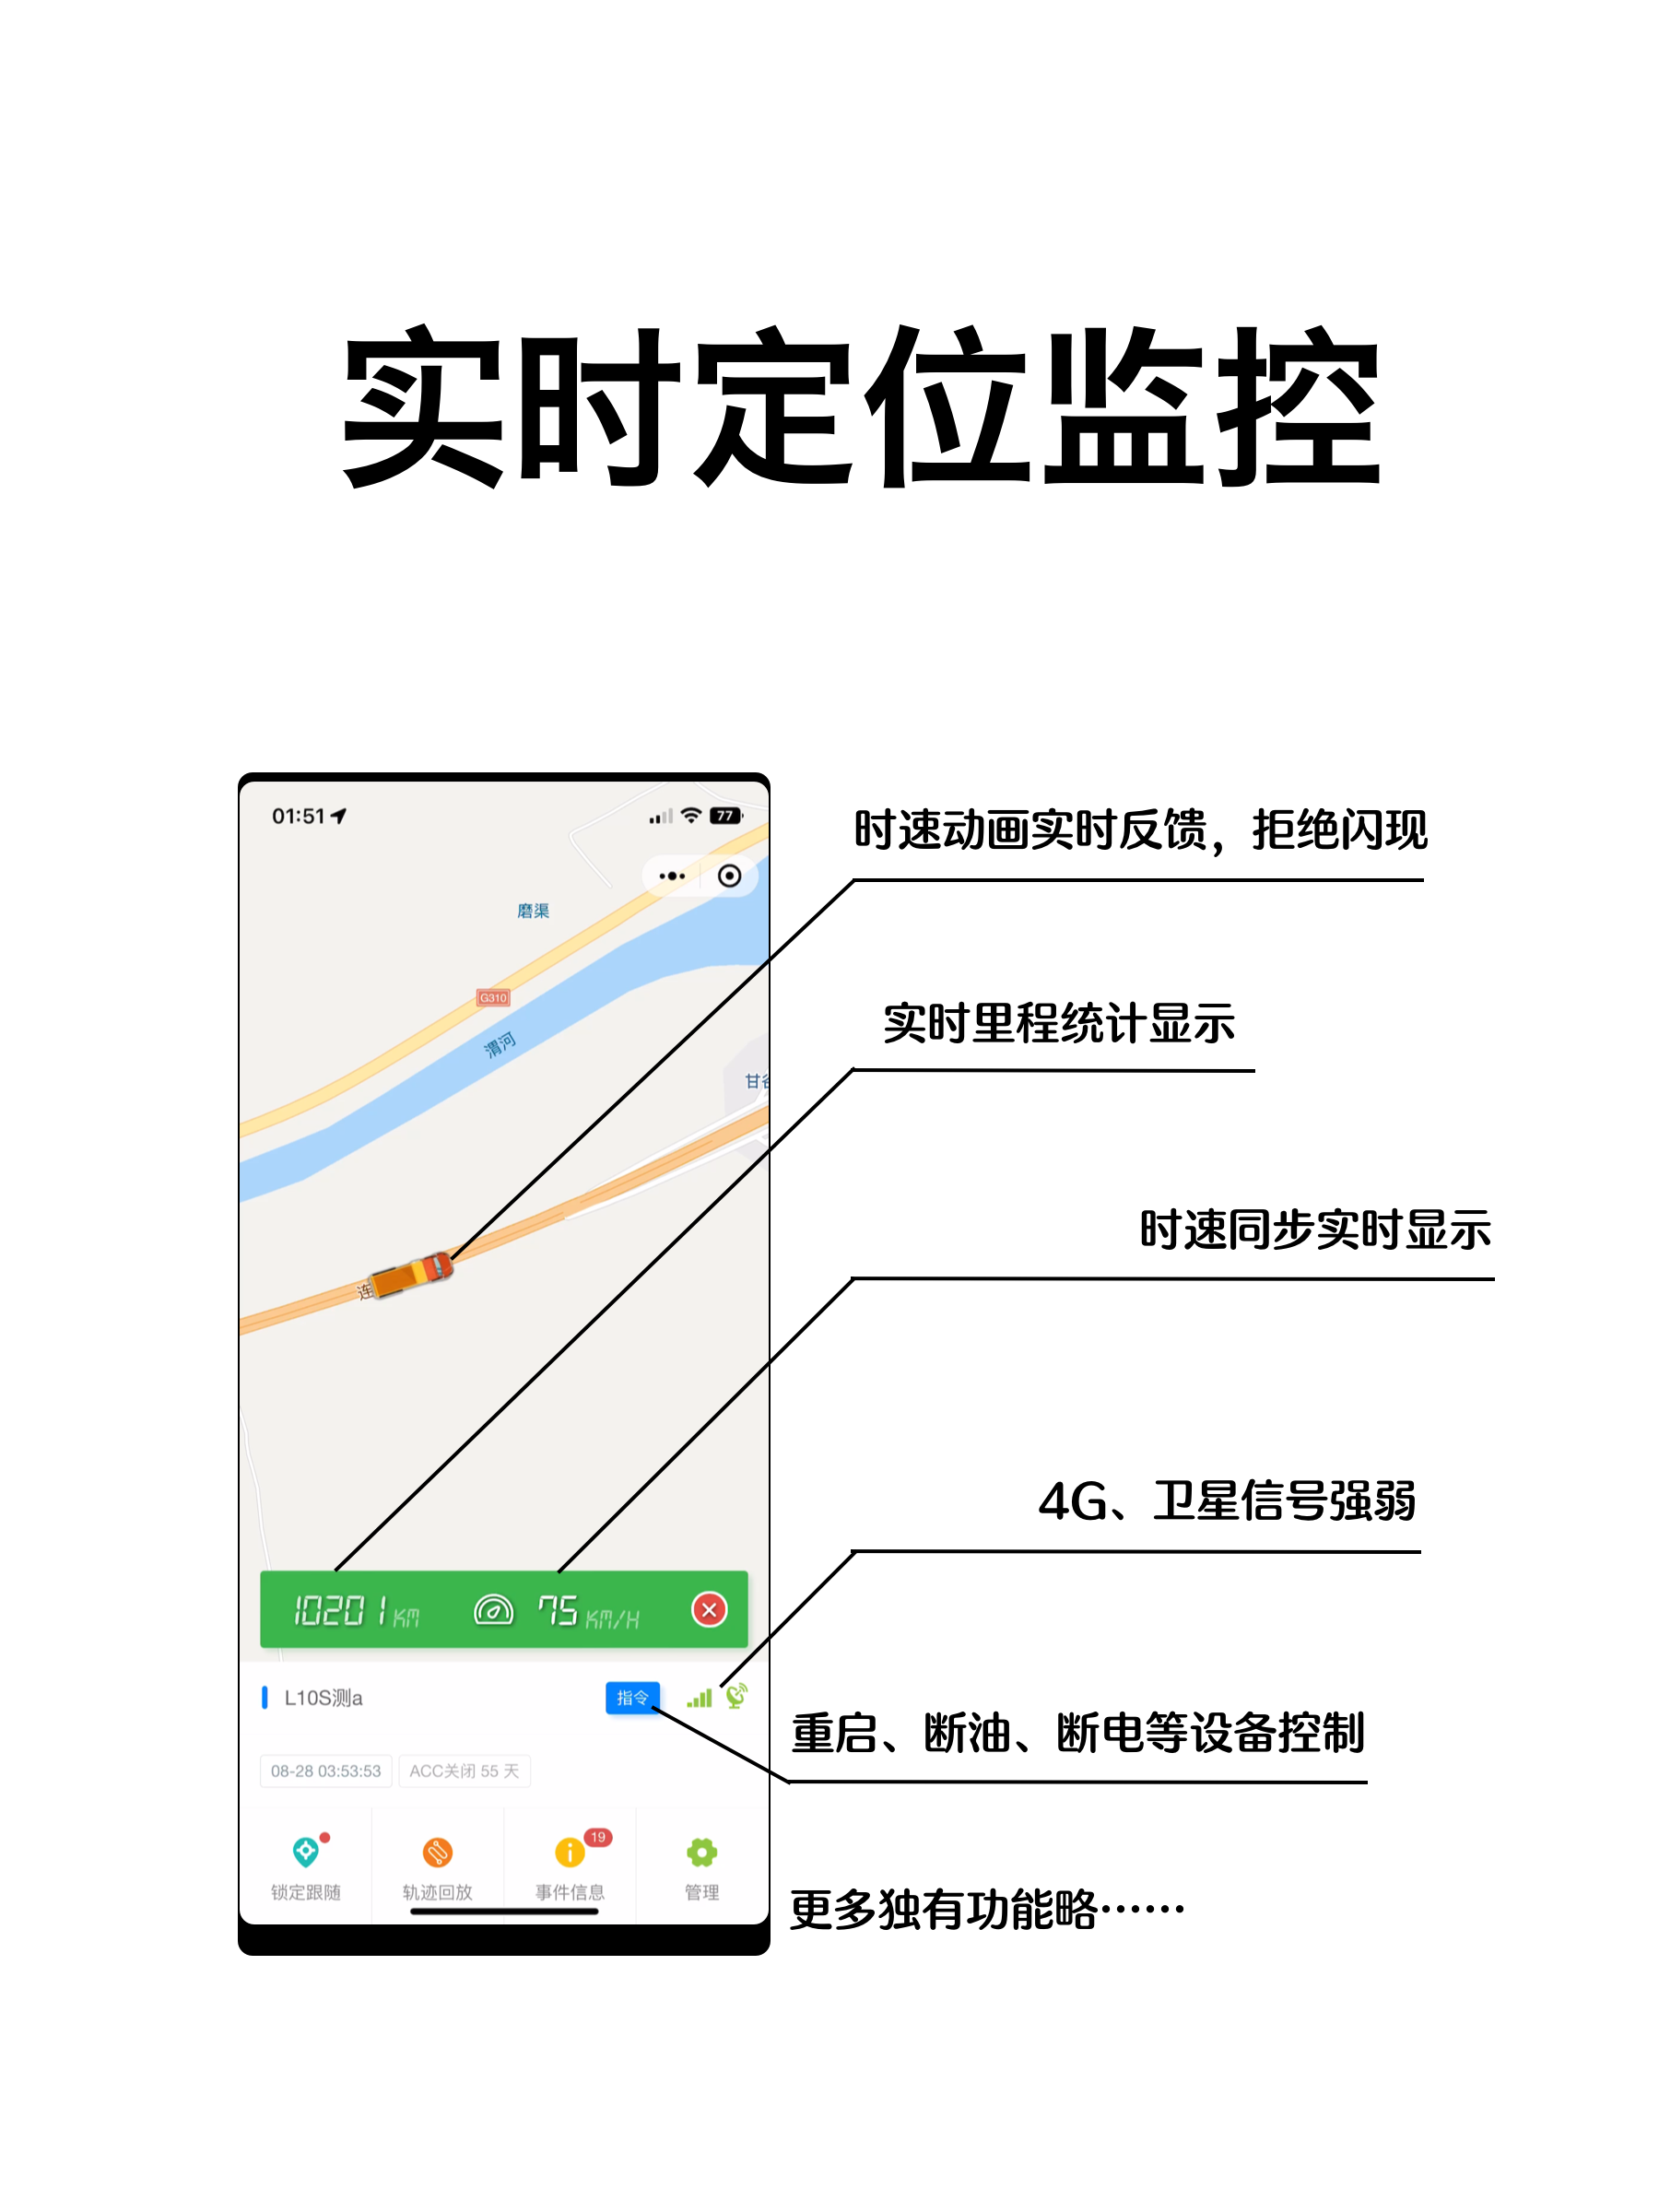 实时定位监控
01:51
77
时速动画实时反馈，拒绝闪现
磨渠
G310
渭河
实时里程统计显示
甘谷
时速同步实时显示
连
4G、卫星信号强弱
10201 KM
75 KM/H
L10S测a
指令
重启、断油、断电等设备控制
08-28 03:53:53
ACC关闭 55 天
19
锁定跟随
轨迹回放
事件信息
管理
更多独有功能略……